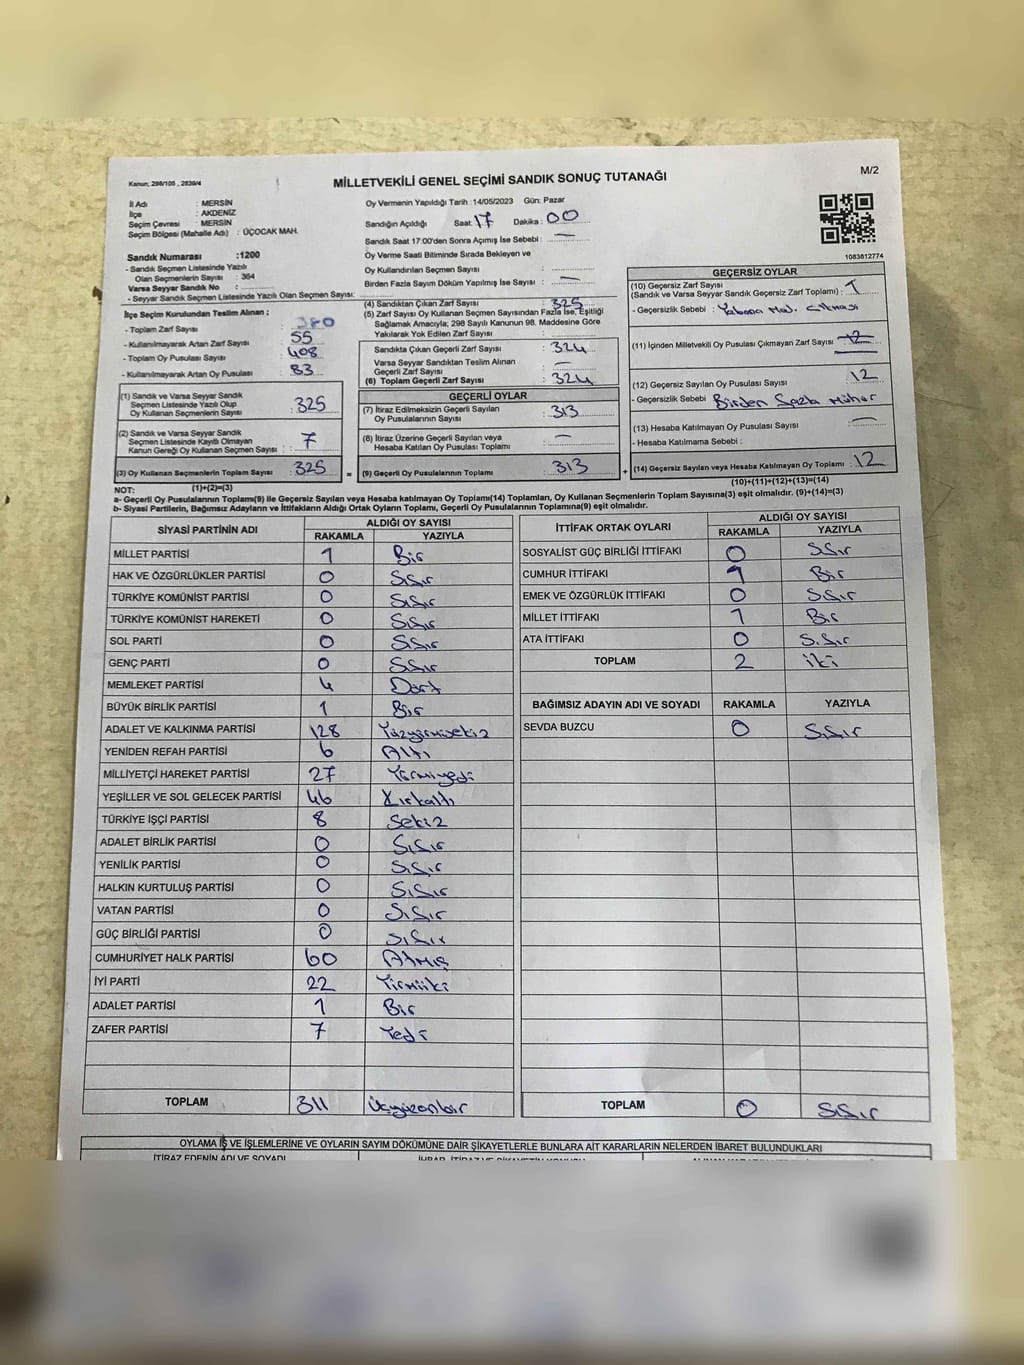 M/2
Kanun; 298/105 , 2839/4
MİLLETVEKİLİ GENEL SEÇİMİ SANDIK SONUÇ TUTANAĞI
İl Adı : MERSİN
İlçe : AKDENİZ
Seçim Çevresi : MERSİN
Seçim Bölgesi (Mahalle Adı) : ÜÇOCAK MAH.
Sandık Numarası :1200
- Sandık Seçmen Listesinde Yazılı
Olan Seçmenlerin Sayısı : 364
Varsa Seyyar Sandık No :
- Seyyar Sandık Seçmen Listesinde Yazılı Olan Seçmen Sayısı:
İlçe Seçim Kurulundan Teslim Alınan ;
- Toplam Zarf Sayısı : 380
- Kullanılmayarak Artan Zarf Sayısı : 55
- Toplam Oy Pusulası Sayısı : 408
- Kullanılmayarak Artan Oy Pusulası : 83
(1) Sandık ve Varsa Seyyar Sandık
Seçmen Listesinde Yazılı Olup
Oy Kullanan Seçmenlerin Sayısı : 325
(2) Sandık ve Varsa Seyyar Sandık
Seçmen Listesinde Kayıtlı Olmayan
Kanun Gereği Oy Kullanan Seçmen Sayısı : 7
(3) Oy Kullanan Seçmenlerin Toplam Sayısı : 325 =
(1)+(2)=(3)
Oy Vermenin Yapıldığı Tarih :14/05/2023 Gün: Pazar
Sandığın Açıldığı Saat: 17 Dakika : 00
Sandık Saat 17:00'den Sonra Açımış İse Sebebi : —
Oy Verme Saati Bitiminde Sırada Bekleyen ve
Oy Kullandırılan Seçmen Sayısı :
Birden Fazla Sayım Döküm Yapılmış İse Sayısı : —
(4) Sandıktan Çıkan Zarf Sayısı : 325
(5) Zarf Sayısı Oy Kullanan Seçmen Sayısından Fazla İse, Eşitliği
Sağlamak Amacıyla; 298 Sayılı Kanunun 98. Maddesine Göre
Yakılarak Yok Edilen Zarf Sayısı :
Sandıkta Çıkan Geçerli Zarf Sayısı : 324
Varsa Seyyar Sandıktan Teslim Alınan
Geçerli Zarf Sayısı : —
(6) Toplam Geçerli Zarf Sayısı : 324
GEÇERLİ OYLAR
(7) İtiraz Edilmeksizin Geçerli Sayılan
Oy Pusulasının Sayısı : 313
(8) İtiraz Üzerine Geçerli Sayılan veya
Hesaba Katılan Oy Pusulası Toplamı : —
(9) Geçerli Oy Pusulalarının Toplamı : 313 +
1083812774
GEÇERSİZ OYLAR
(10) Geçersiz Zarf Sayısı
(Sandık ve Varsa Seyyar Sandık Geçersiz Zarf Toplamı) : 1
- Geçersizlik Sebebi : Yabancı Mad.
(11) İçinden Milletvekili Oy Pusulası Çıkmayan Zarf Sayısı : 12
(12) Geçersiz Sayılan Oy Pusulası Sayısı : 12
- Geçersizlik Sebebi : Birden Fazla Mühür
(13) Hesaba Katılmayan Oy Pusulası Sayısı : —
- Hesaba Katılmama Sebebi :
(14) Geçersiz Sayılan veya Hesaba Katılmayan Oy Toplamı : 12
(10)+(11)+(12)+(13)=(14)
NOT:
a- Geçerli Oy Pusulalarının Toplamı(9) ile Geçersiz Sayılan veya Hesaba katılmayan Oy Toplamı(14) Toplamları, Oy Kullanan Seçmenlerin Toplam Sayısına(3) eşit olmalıdır. (9)+(14)=(3)
b- Siyasi Partilerin, Bağımsız Adayların ve İttifakların Aldığı Ortak Oyların Toplamı, Geçerli Oy Pusulalarının Toplamına(9) eşit olmalıdır.
SİYASİ PARTİNİN ADI ALDIĞI OY SAYISI
RAKAMLA YAZIYLA
MİLLET PARTİSİ 1 Bir
HAK VE ÖZGÜRLÜKLER PARTİSİ 0 Sıfır
TÜRKİYE KOMÜNİST PARTİSİ 0 Sıfır
TÜRKİYE KOMÜNİST HAREKETİ 0 Sıfır
SOL PARTİ 0 Sıfır
GENÇ PARTİ 0 Sıfır
MEMLEKET PARTİSİ 4 Dört
BÜYÜK BİRLİK PARTİSİ 1 Bir
ADALET VE KALKINMA PARTİSİ 128 Yüzyirmisekiz
YENİDEN REFAH PARTİSİ 6 Altı
MİLLİYETÇİ HAREKET PARTİSİ 27 Yirmiyedi
YEŞİLLER VE SOL GELECEK PARTİSİ 46 Kırkaltı
TÜRKİYE İŞÇİ PARTİSİ 8 Sekiz
ADALET BİRLİK PARTİSİ 0 Sıfır
YENİLİK PARTİSİ 0 Sıfır
HALKIN KURTULUŞ PARTİSİ 0 Sıfır
VATAN PARTİSİ 0 Sıfır
GÜÇ BİRLİĞİ PARTİSİ 0 Sıfır
CUMHURİYET HALK PARTİSİ 60 Atmış
İYİ PARTİ 22 Yirmiiki
ADALET PARTİSİ 1 Bir
ZAFER PARTİSİ 7 Yedi
TOPLAM 311 Üçyüzonbir
İTTİFAK ORTAK OYLARI ALDIĞI OY SAYISI
RAKAMLA YAZIYLA
SOSYALİST GÜÇ BİRLİĞİ İTTİFAKI 0 Sıfır
CUMHUR İTTİFAKI 1 Bir
EMEK VE ÖZGÜRLÜK İTTİFAKI 0 Sıfır
MİLLET İTTİFAKI 1 Bir
ATA İTTİFAKI 0 Sıfır
TOPLAM 2 iki
BAĞIMSIZ ADAYIN ADI VE SOYADI RAKAMLA YAZIYLA
SEVDA BUZCU 0 Sıfır
TOPLAM 0 Sıfır
OYLAMA İŞ VE İŞLEMLERİNE VE OYLARIN SAYIM DÖKÜMÜNE DAİR ŞİKAYETLERLE BUNLARA AİT KARARLARIN NELERDEN İBARET BULUNDUKLARI
İTİRAZ EDENİN ADI VE SOYADI